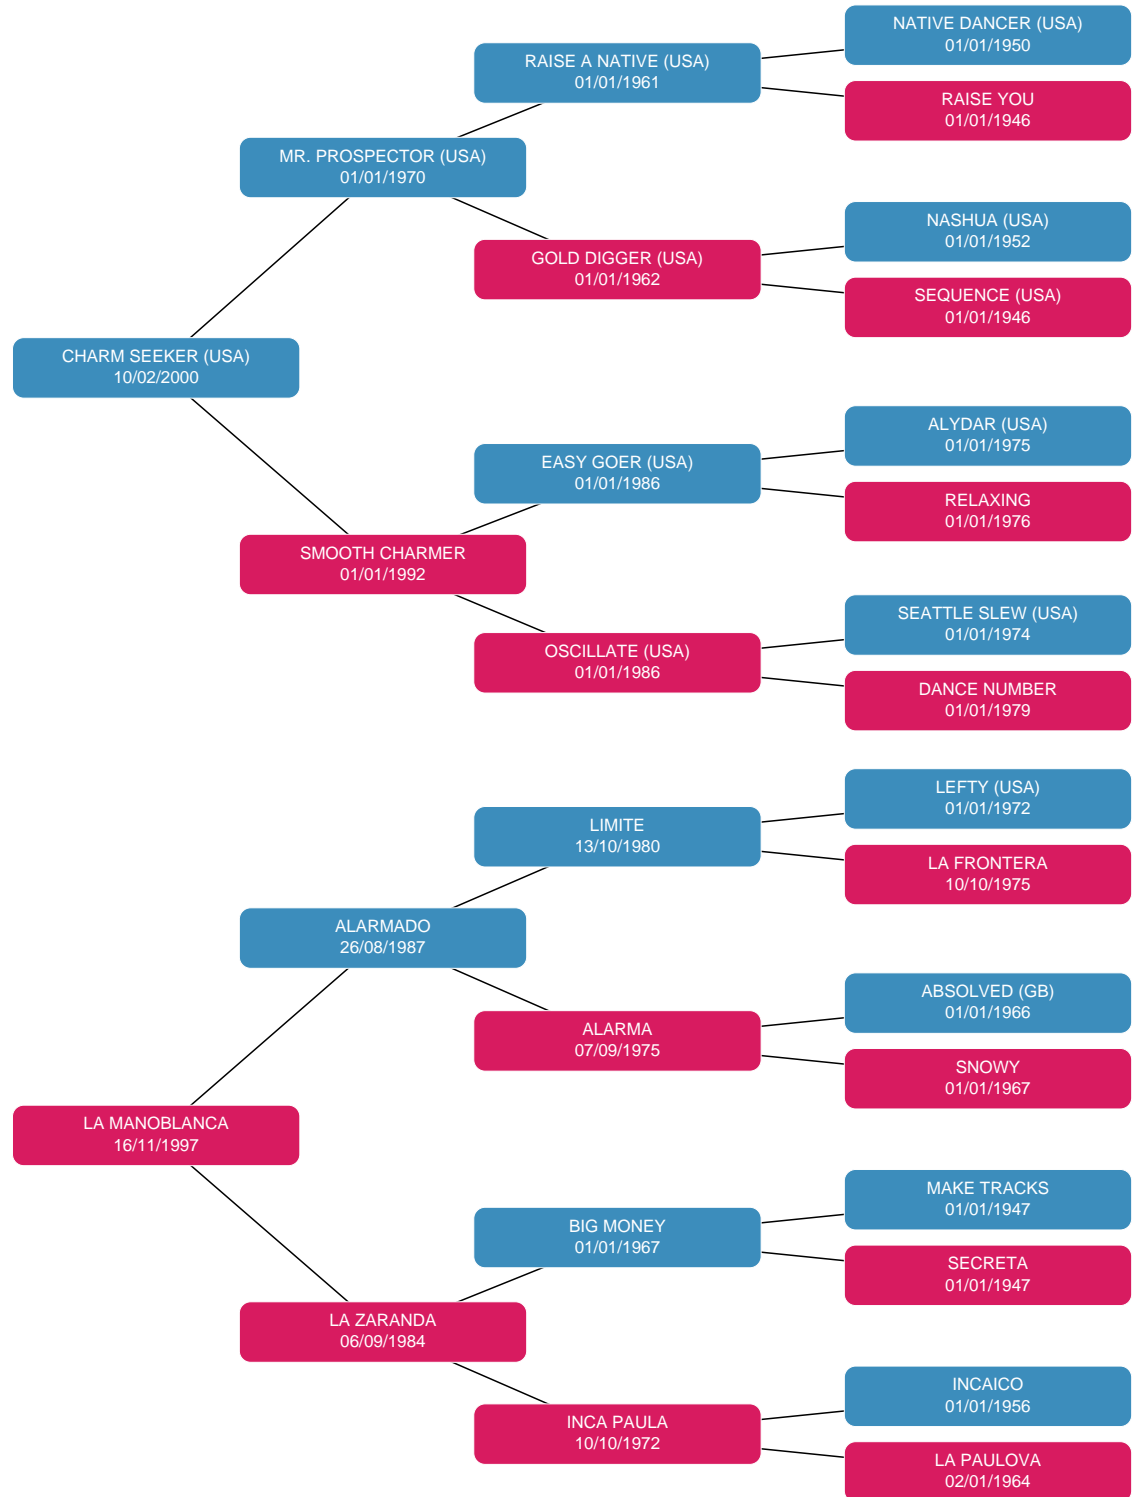 NATIVE DANCER (USA)
01/01/1950
RAISE A NATIVE (USA)
01/01/1961
RAISE YOU
01/01/1946
MR. PROSPECTOR (USA)
01/01/1970
NASHUA (USA)
01/01/1952
GOLD DIGGER (USA)
01/01/1962
SEQUENCE (USA)
01/01/1946
CHARM SEEKER (USA)
10/02/2000
ALYDAR (USA)
01/01/1975
EASY GOER (USA)
01/01/1986
RELAXING
01/01/1976
SMOOTH CHARMER
01/01/1992
SEATTLE SLEW (USA)
01/01/1974
OSCILLATE (USA)
01/01/1986
DANCE NUMBER
01/01/1979
LEFTY (USA)
01/01/1972
LIMITE
13/10/1980
LA FRONTERA
10/10/1975
ALARMADO
26/08/1987
ABSOLVED (GB)
01/01/1966
ALARMA
07/09/1975
SNOWY
01/01/1967
LA MANOBLANCA
16/11/1997
MAKE TRACKS
01/01/1947
BIG MONEY
01/01/1967
SECRETA
01/01/1947
LA ZARANDA
06/09/1984
INCAICO
01/01/1956
INCA PAULA
10/10/1972
LA PAULOVA
02/01/1964